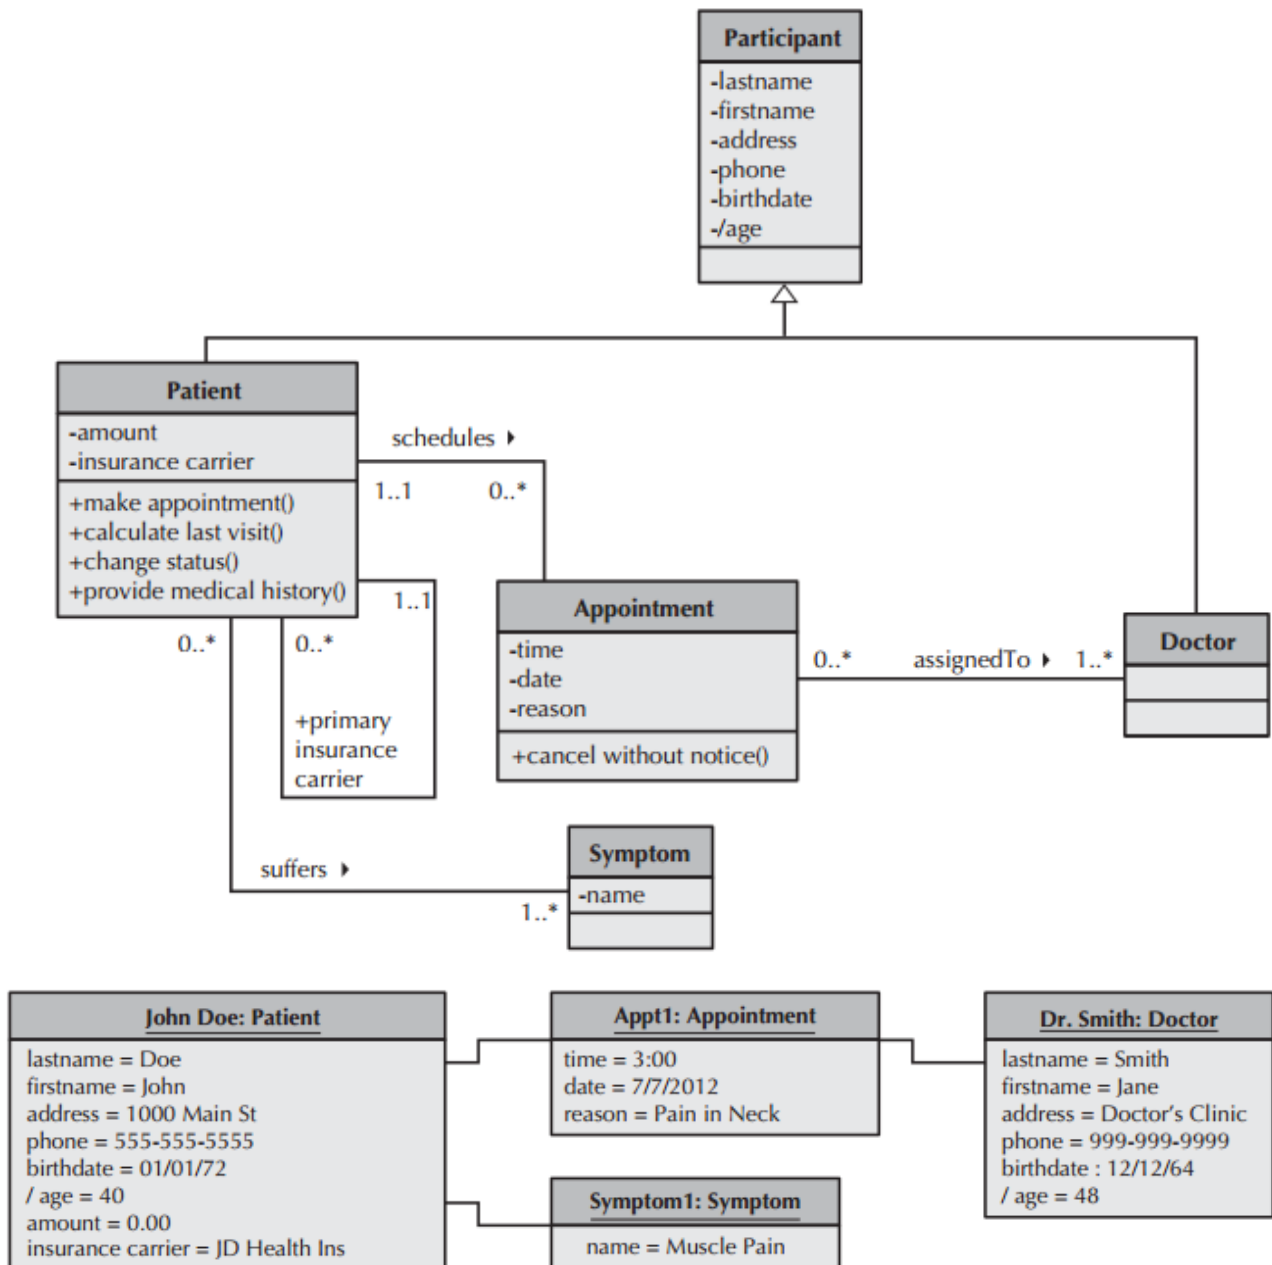 Participant
-lastname
-firstname
-address
-phone
-birthdate
-/age
Patient
-amount
-insurance carrier
+make appointment()
+calculate last visit()
+change status()
+provide medical history()
schedules ▸
1..1
0..*
1..1
0..*
0..*
+primary
insurance
carrier
Appointment
-time
-date
-reason
+cancel without notice()
0..*
assignedTo ▸
1..*
Doctor
suffers ▸
1..*
Symptom
-name
John Doe: Patient
lastname = Doe
firstname = John
address = 1000 Main St
phone = 555-555-5555
birthdate = 01/01/72
/ age = 40
amount = 0.00
insurance carrier = JD Health Ins
Appt1: Appointment
time = 3:00
date = 7/7/2012
reason = Pain in Neck
Symptom1: Symptom
name = Muscle Pain
Dr. Smith: Doctor
lastname = Smith
firstname = Jane
address = Doctor's Clinic
phone = 999-999-9999
birthdate : 12/12/64
/ age = 48